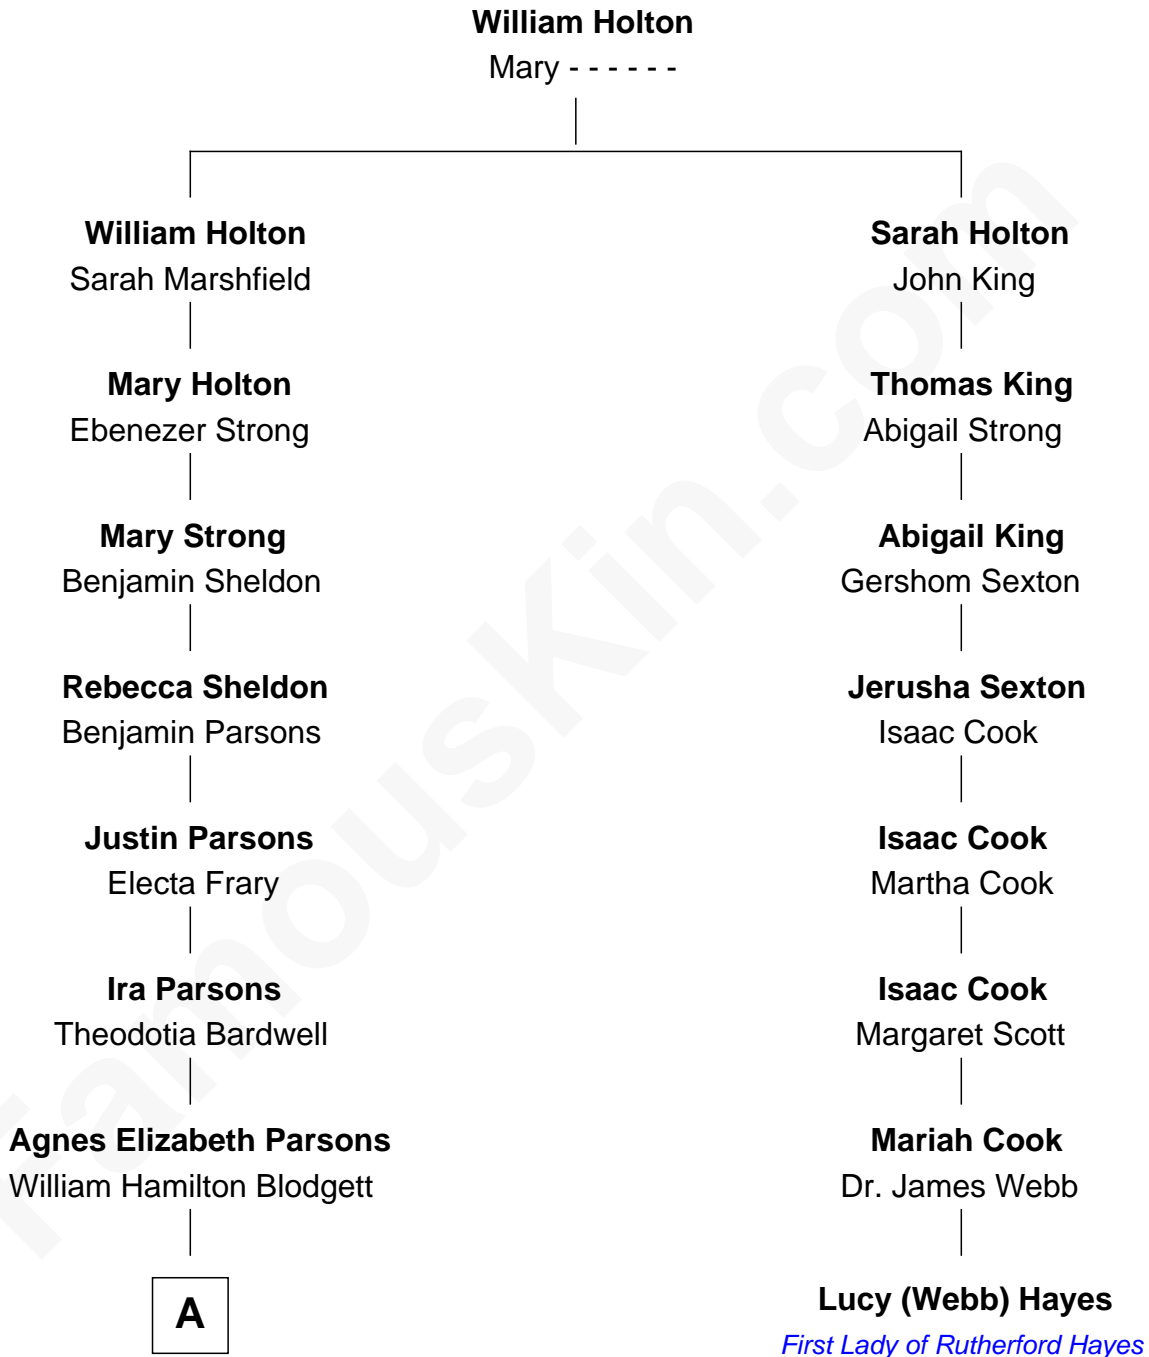 William Holton
Mary - - - - - -
William Holton
Sarah Marshfield
Sarah Holton
John King
Mary Holton
Ebenezer Strong
Thomas King
Abigail Strong
Mary Strong
Benjamin Sheldon
Abigail King
Gershom Sexton
Rebecca Sheldon
Benjamin Parsons
Jerusha Sexton
Isaac Cook
Justin Parsons
Electa Frary
Isaac Cook
Martha Cook
Ira Parsons
Theodotia Bardwell
Isaac Cook
Margaret Scott
Agnes Elizabeth Parsons
William Hamilton Blodgett
Mariah Cook
Dr. James Webb
A
Lucy (Webb) Hayes
First Lady of Rutherford Hayes
FamousKin.com